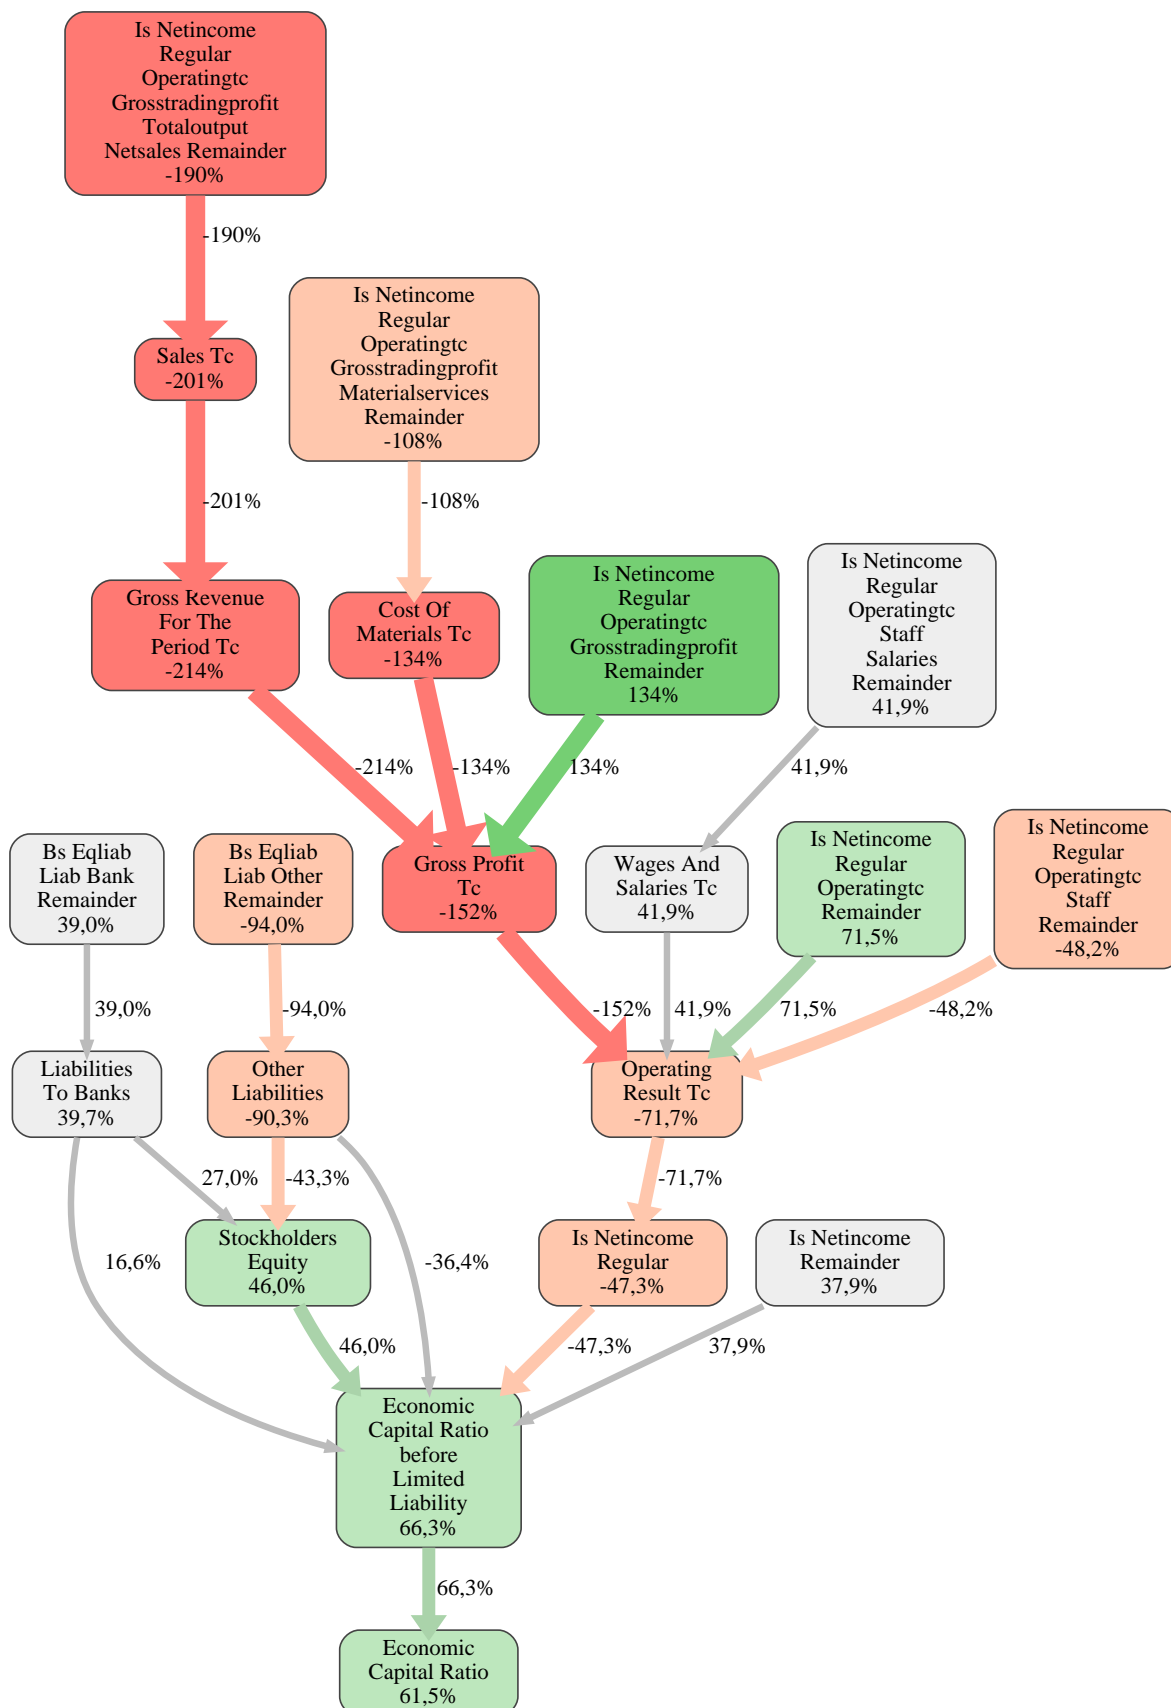 Is Netincome
Regular
Operatingtc
Grosstradingprofit
Totaloutput
Netsales Remainder
-190%
-190%
Sales Tc
-201%
Is Netincome
Regular
Operatingtc
Grosstradingprofit
Materialservices
Remainder
-108%
-201%
-108%
Gross Revenue
For The
Period Tc
-214%
Cost Of
Materials Tc
-134%
Is Netincome
Regular
Operatingtc
Grosstradingprofit
Remainder
134%
Is Netincome
Regular
Operatingtc
Staff
Salaries
Remainder
41,9%
-214%
-134%
134%
41,9%
Bs Eqliab
Liab Bank
Remainder
39,0%
Bs Eqliab
Liab Other
Remainder
-94,0%
Gross Profit
Tc
-152%
Wages And
Salaries Tc
41,9%
Is Netincome
Regular
Operatingtc
Remainder
71,5%
Is Netincome
Regular
Operatingtc
Staff
Remainder
-48,2%
39,0%
-94,0%
-152%
41,9%
71,5%
-48,2%
Liabilities
To Banks
39,7%
Other
Liabilities
-90,3%
Operating
Result Tc
-71,7%
27,0%
-43,3%
-71,7%
Stockholders
Equity
46,0%
Is Netincome
Regular
-47,3%
Is Netincome
Remainder
37,9%
16,6%
-36,4%
46,0%
-47,3%
37,9%
Economic
Capital Ratio
before
Limited
Liability
66,3%
66,3%
Economic
Capital Ratio
61,5%